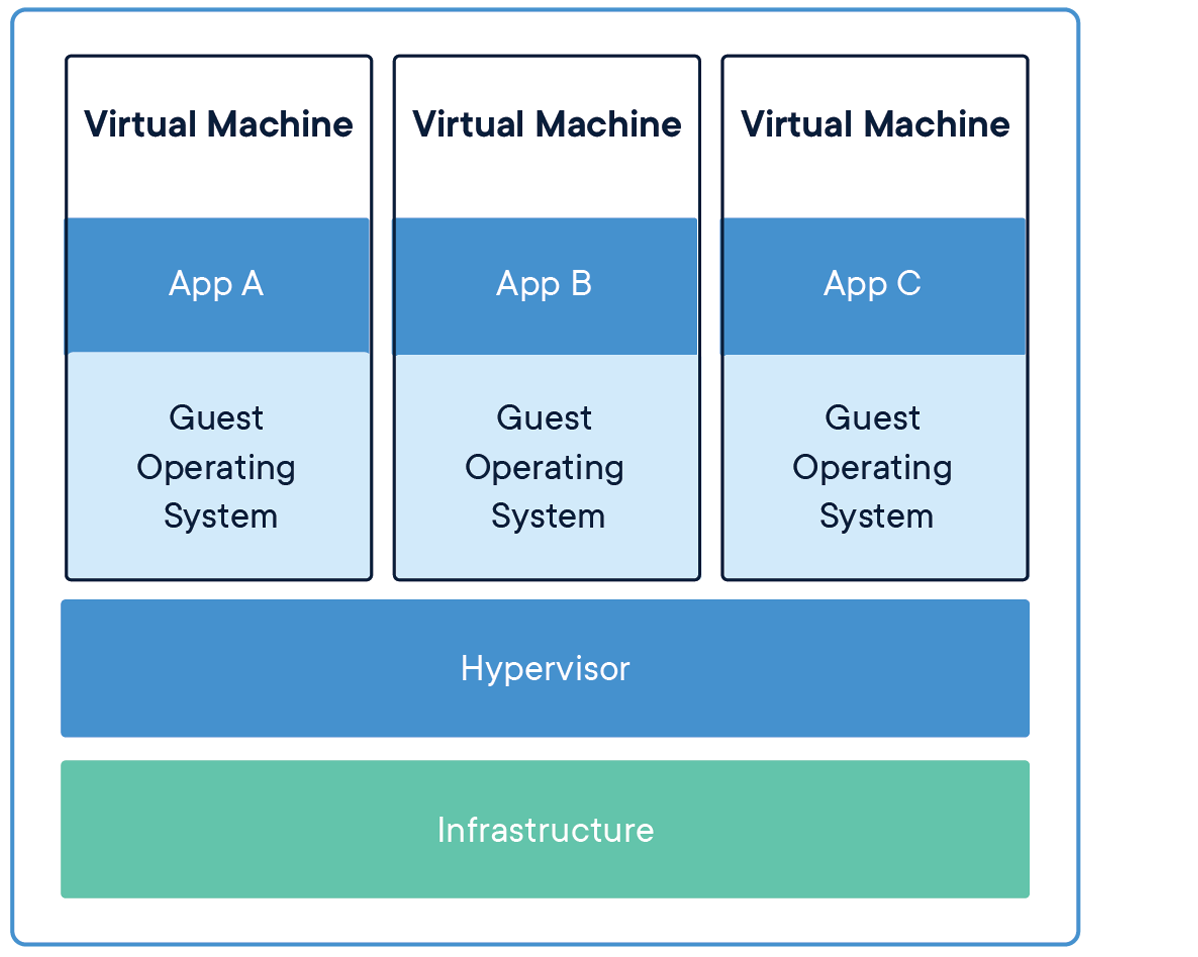 Virtual Machine
Virtual Machine
Virtual Machine
App A
App B
App C
Guest
Operating
System
Guest
Operating
System
Guest
Operating
System
Hypervisor
Infrastructure